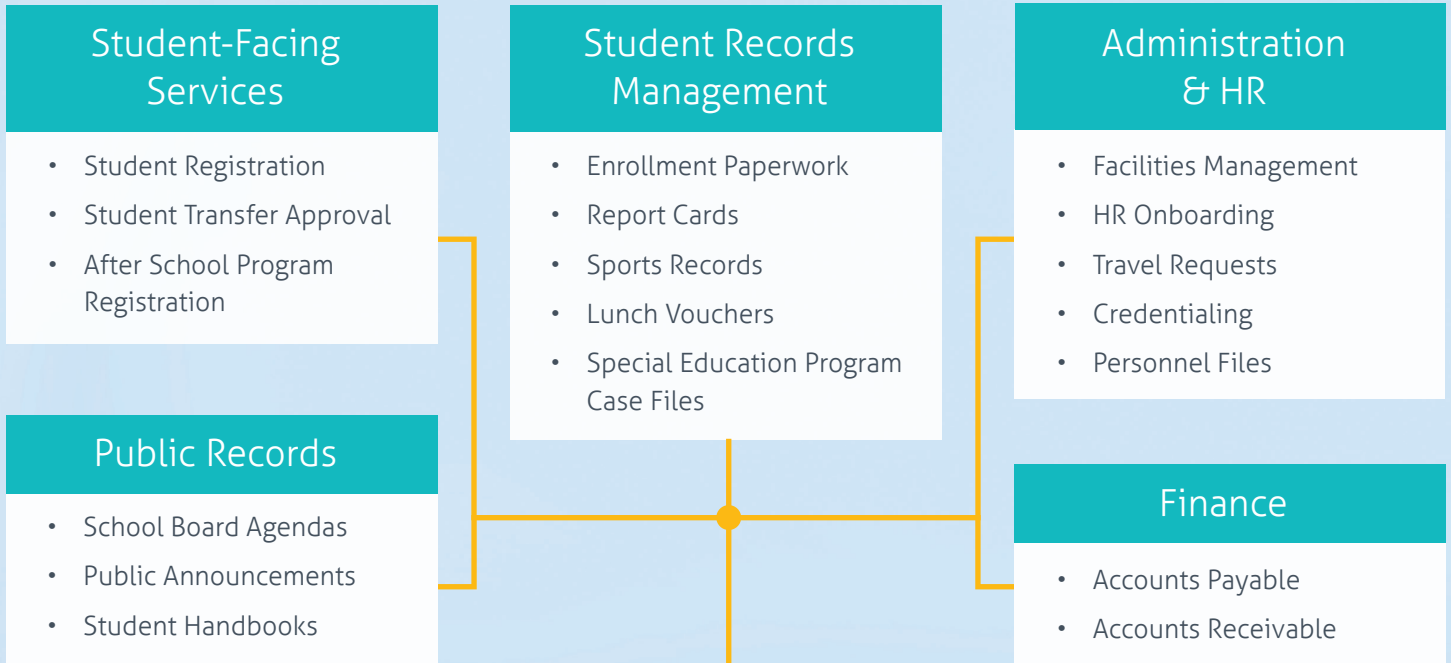 Student-Facing
Services
• Student Registration
• Student Transfer Approval
• After School Program
Registration
Public Records
• School Board Agendas
• Public Announcements
• Student Handbooks
Student Records
Management
• Enrollment Paperwork
• Report Cards
• Sports Records
• Lunch Vouchers
• Special Education Program
Case Files
Administration
& HR
• Facilities Management
• HR Onboarding
• Travel Requests
• Credentialing
• Personnel Files
Finance
• Accounts Payable
• Accounts Receivable